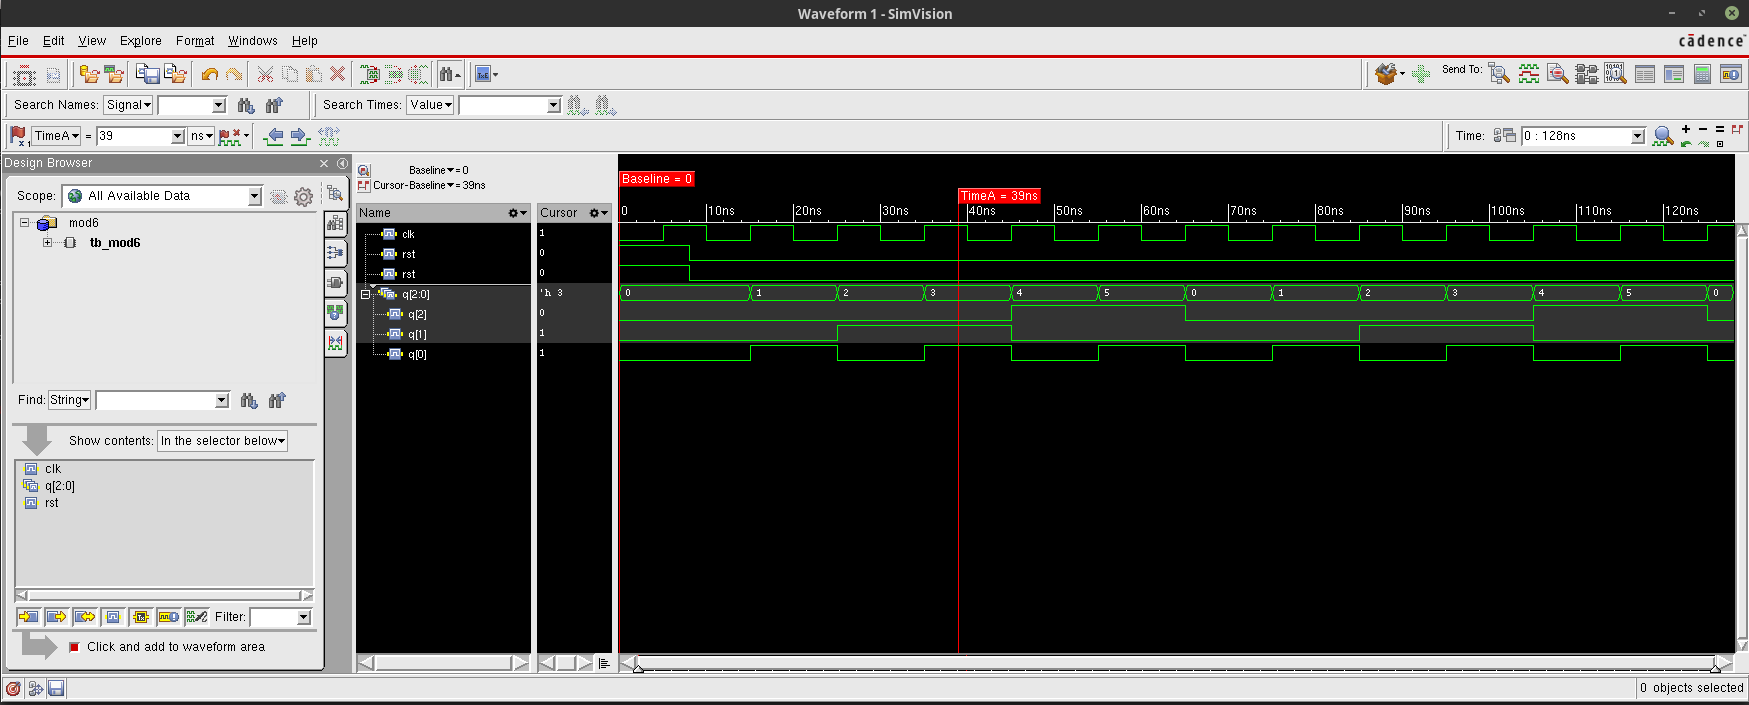 Waveform 1 - SimVision
File Edit View Explore Format Windows Help
cādence
Send To:
Search Names: Signal Search Times: Value
TimeA = 39 ns Time: 0 : 128ns
Design Browser
Scope: All Available Data
mod6
tb_mod6
Find: String
Show contents: In the selector below
clk
q[2:0]
rst
Filter:
Click and add to waveform area
Baseline = 0
Cursor-Baseline = 39ns
Name Cursor
clk 1
rst 0
rst 0
q[2:0] 'h 3
q[2] 0
q[1] 1
q[0] 1
Baseline = 0
TimeA = 39ns
0 10ns 20ns 30ns 40ns 50ns 60ns 70ns 80ns 90ns 100ns 110ns 120ns
0 1 2 3 4 5 0 1 2 3 4 5 0
0 objects selected